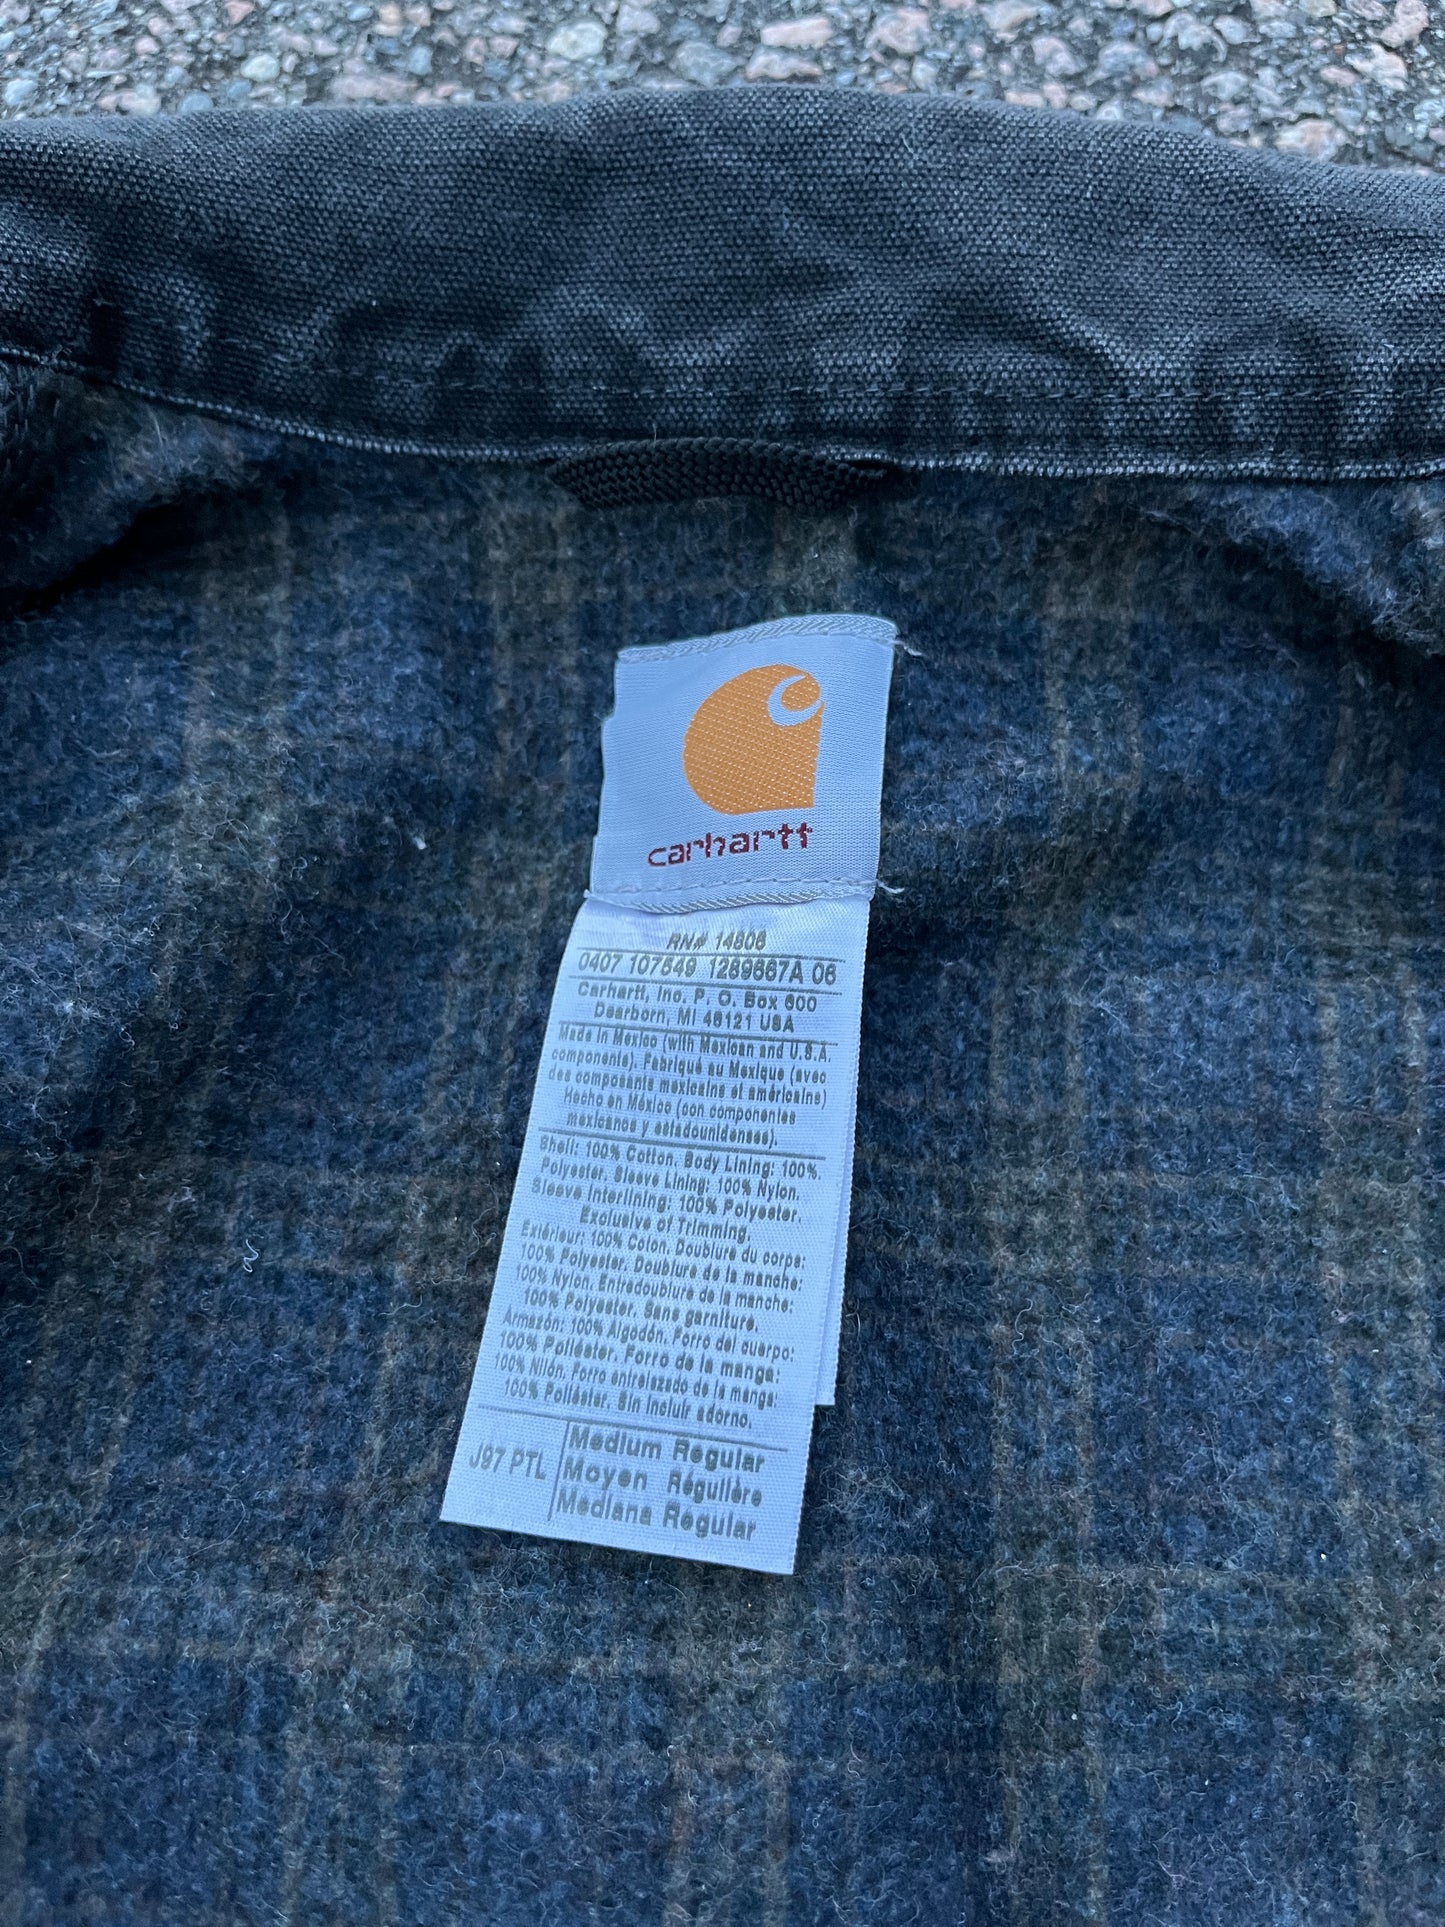 carhartt
RN# 14806
0407 107549 1289667A 06
Carhartt, Inc. P. O. Box 600
Dearborn, MI 48121 USA
Made in Mexico (with Mexican and U.S.A.
components). Fabriqué au Mexique (avec
des composants mexicains et américains)
Hecho en México (con componentes
mexicanos y estadounidenses).
Shell: 100% Cotton. Body Lining: 100%
Polyester. Sleeve Lining: 100% Nylon.
Sleeve Interlining: 100% Polyester.
Exclusive of Trimming.
Extérieur: 100% Coton. Doublure du corps:
100% Polyester. Doublure de la manche:
100% Nylon. Entredoublure de la manche:
100% Polyester. Sans garniture.
Armazón: 100% Algodón. Forro del cuerpo:
100% Poliéster. Forro de la manga:
100% Nilón. Forro entrelazado de la manga:
100% Poliéster. Sin incluir adorno.
J97 PTL
Medium Regular
Moyen Régulière
Mediana Regular